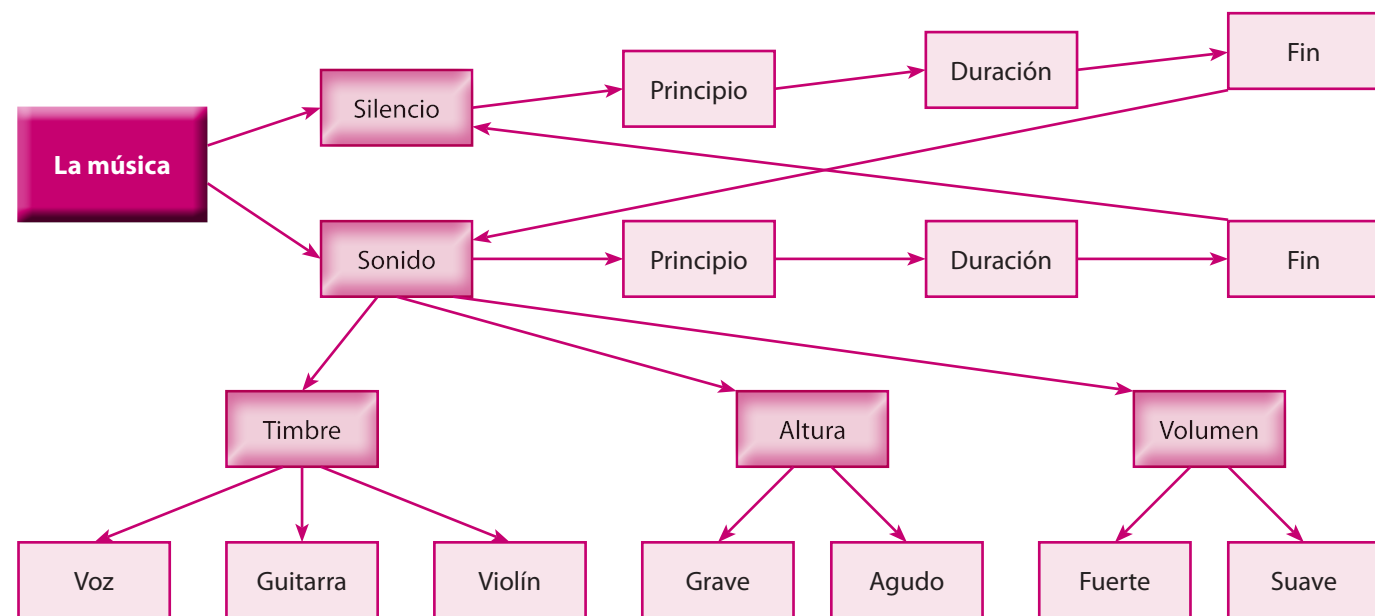 La música
Silencio
Principio
Duración
Fin
Sonido
Principio
Duración
Fin
Timbre
Altura
Volumen
Voz
Guitarra
Violín
Grave
Agudo
Fuerte
Suave